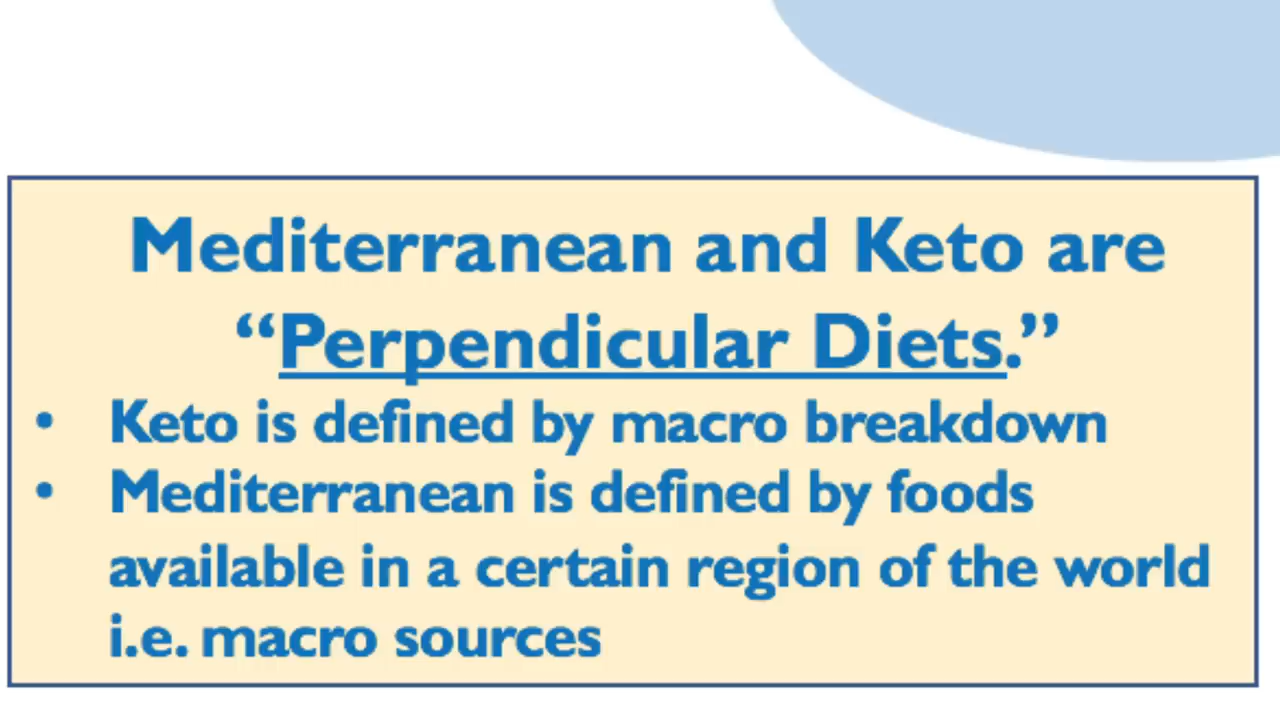 Mediterranean and Keto are
“Perpendicular Diets.”
• Keto is defined by macro breakdown
• Mediterranean is defined by foods
available in a certain region of the world
i.e. macro sources